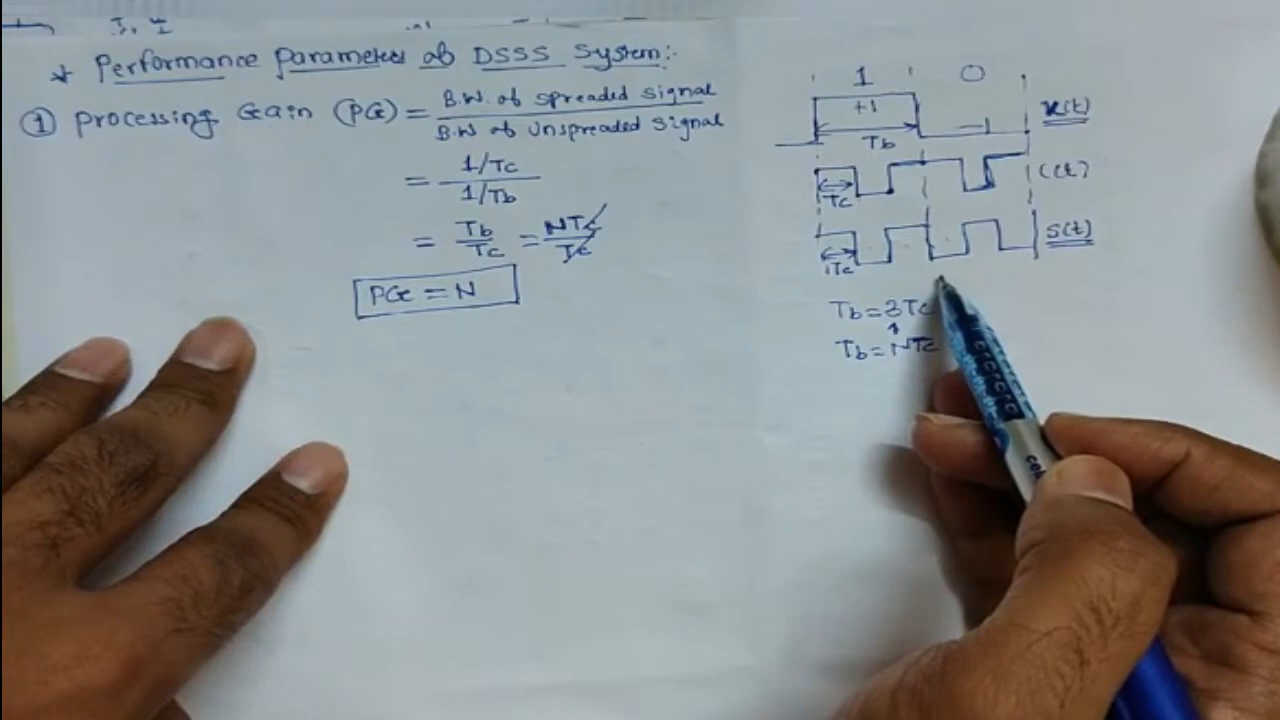 * Performance Parameters of DSSS System:-
① Processing Gain (PG) = B.W. of Spreaded Signal / B.W. of Unspreaded Signal
= 1/Tc / 1/Tb
= Tb / Tc = NTc / Tc
PG = N
1 0
+1 x(t)
Tb -1
Tc c(t)
Tc s(t)
Tb = 3Tc
Tb = NTc